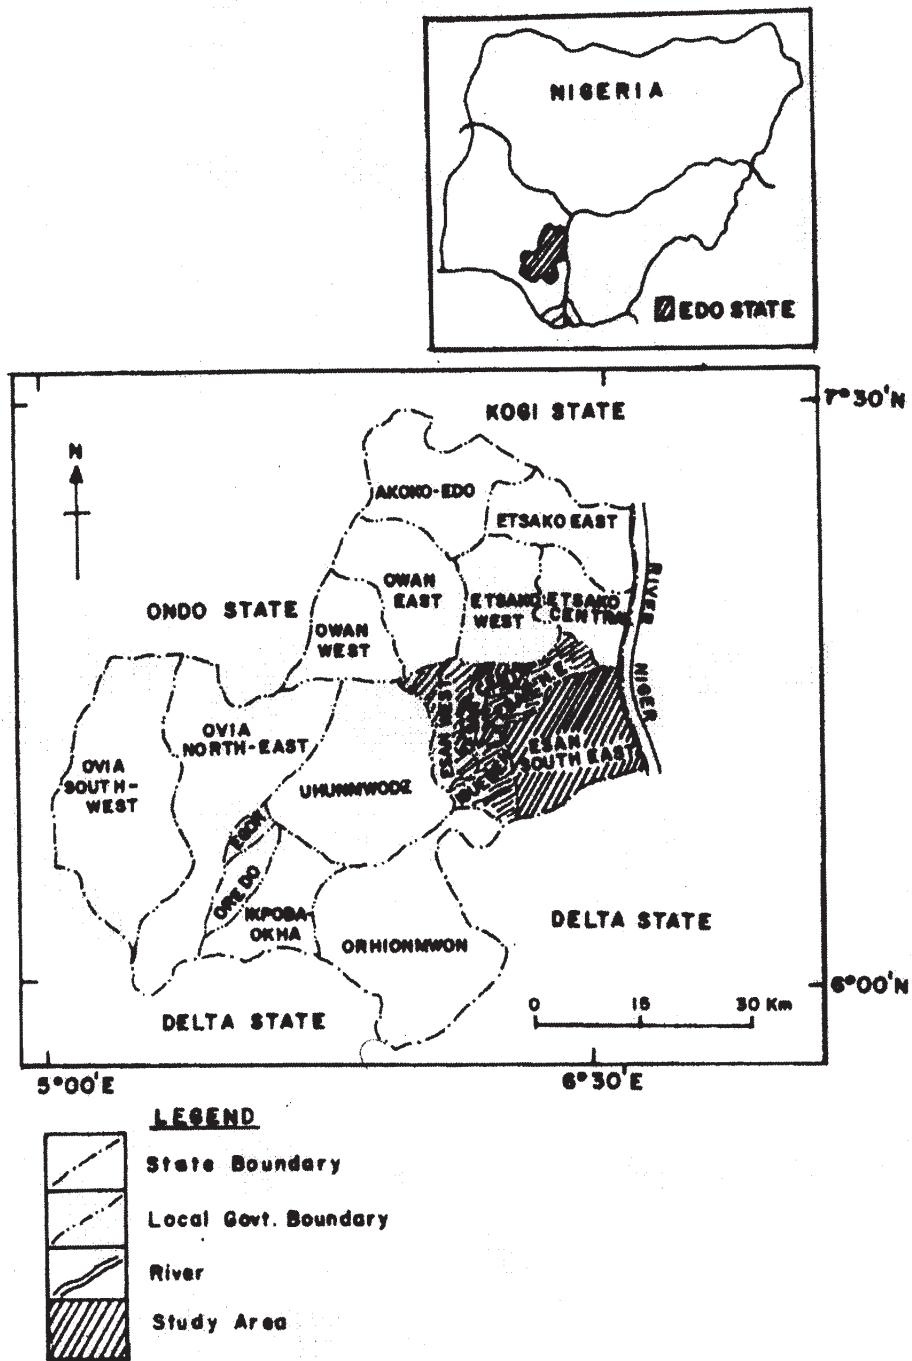 NIGERIA
EDO STATE
7°30'N
KOGI STATE
N
AKOKO-EDO
ETSAKO EAST
RIVER NIGER
OWAN
EAST
ETSAKO
WEST
ETSAKO
CENTRAL
ONDO STATE
OWAN
WEST
ESAN WEST
OVIA
NORTH-EAST
ESAN
SOUTH EAST
OVIA
SOUTH-
WEST
UHUNMWODE
EGOR
OREDO
IKPOBA-
OKHA
ORHIONMWON
DELTA STATE
6°00'N
0 15 30 Km
DELTA STATE
5°00'E
6°30'E
LEGEND
State Boundary
Local Govt. Boundary
River
Study Area